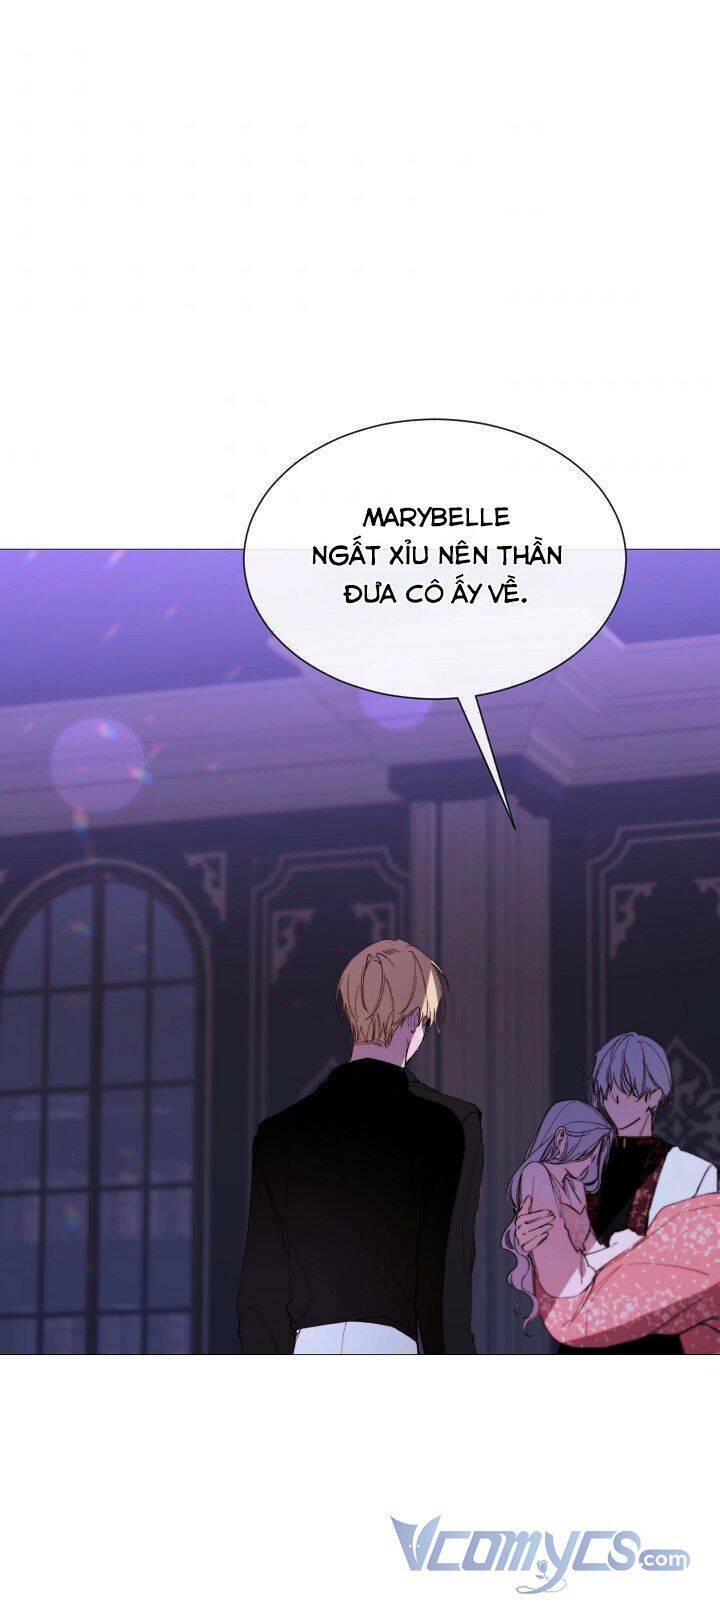 MARYBELLE
NGẤT XỈU NÊN THẦN
ĐƯA CÔ ẤY VỀ.
VCOMYCS.com